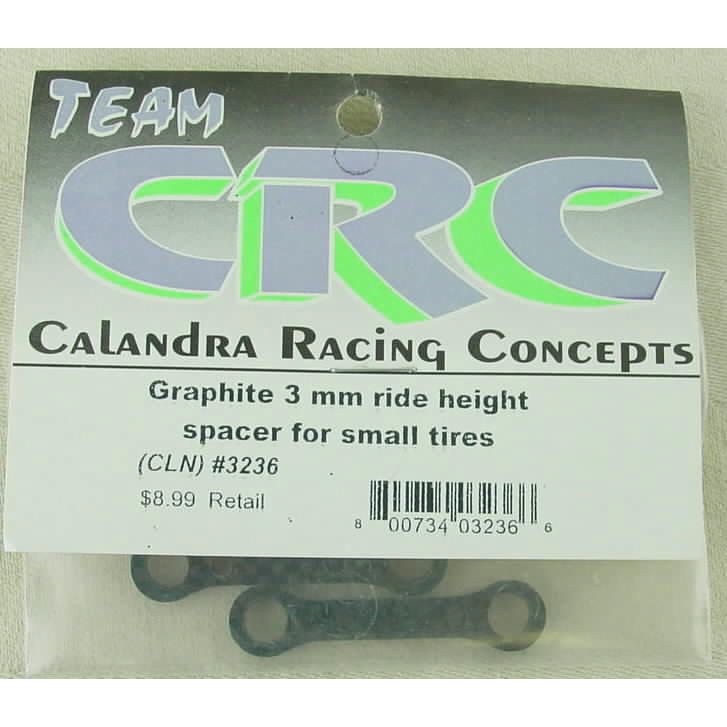 TEAM
CRC
Calandra Racing Concepts
Graphite 3 mm ride height
spacer for small tires
(CLN) #3236
$8.99 Retail
8 00734 03236 6